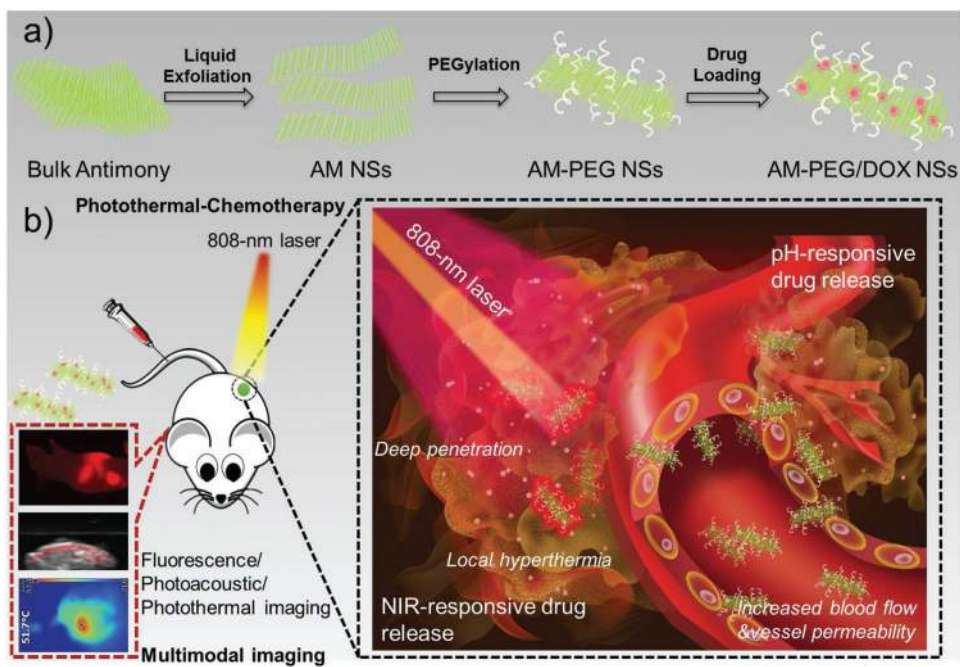 a)
Liquid
Exfoliation
PEGylation
Drug
Loading
Bulk Antimony
AM NSs
AM-PEG NSs
AM-PEG/DOX NSs
b)
Photothermal-Chemotherapy
808-nm laser
808-nm laser
pH-responsive
drug release
Deep penetration
Local hyperthermia
NIR-responsive drug
release
Increased blood flow
&vessel permeability
51.7°C
Fluorescence/
Photoacoustic/
Photothermal imaging
Multimodal imaging